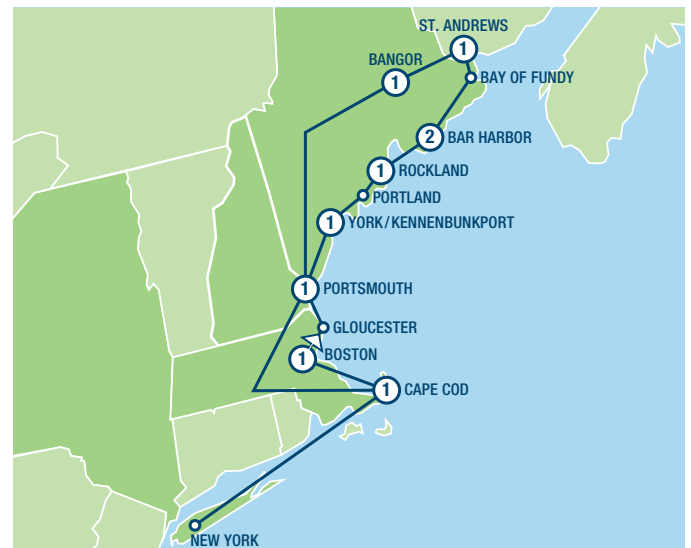 ST. ANDREWS
1
BANGOR
1
BAY OF FUNDY
2 BAR HARBOR
1 ROCKLAND
PORTLAND
1 YORK/KENNENBUNKPORT
1 PORTSMOUTH
GLOUCESTER
1 BOSTON
1 CAPE COD
NEW YORK